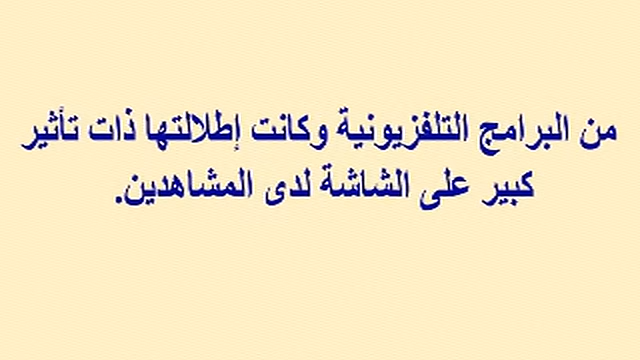 من البرامج التلفزيونية وكانت إطلالتها ذات تأثير
كبير على الشاشة لدى المشاهدين.